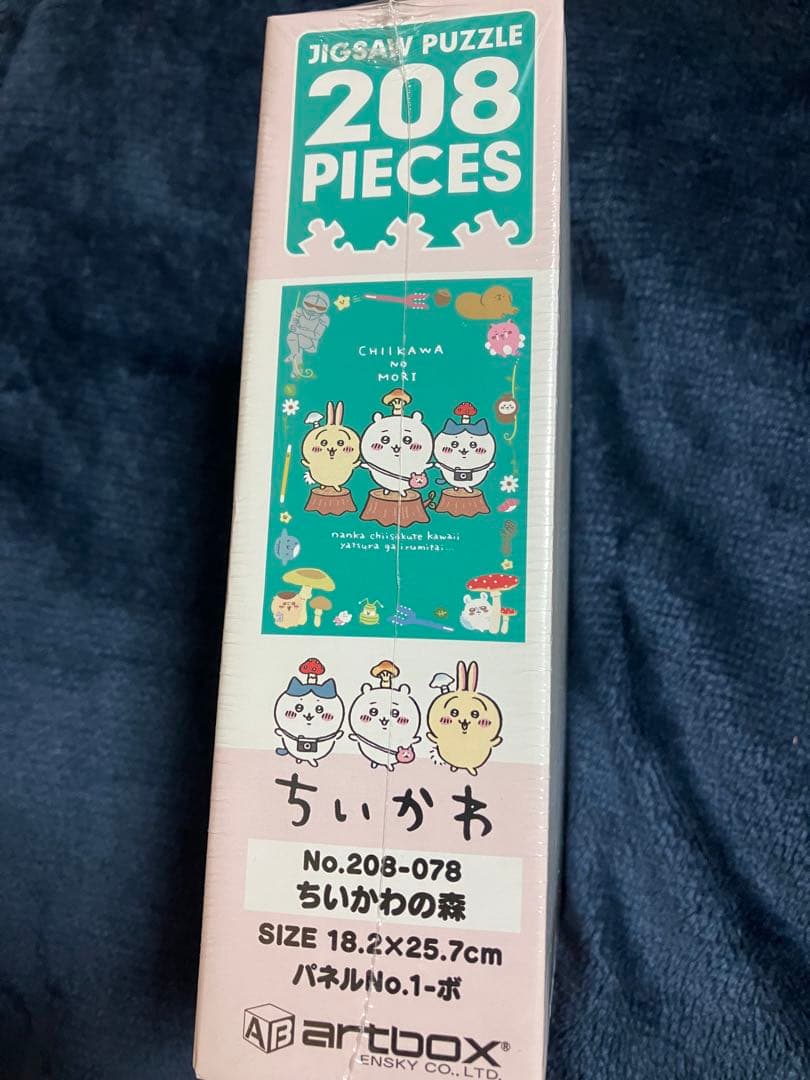 JIGSAW PUZZLE
208
PIECES
CHIIKAWA
NO
MORI
nanka chiisakute kawaii
yatsura ga irumitai...
ちいかわ
No.208-078
ちいかわの森
SIZE 18.2×25.7cm
パネルNo.1-ボ
AB artbox®
ENSKY CO., LTD.